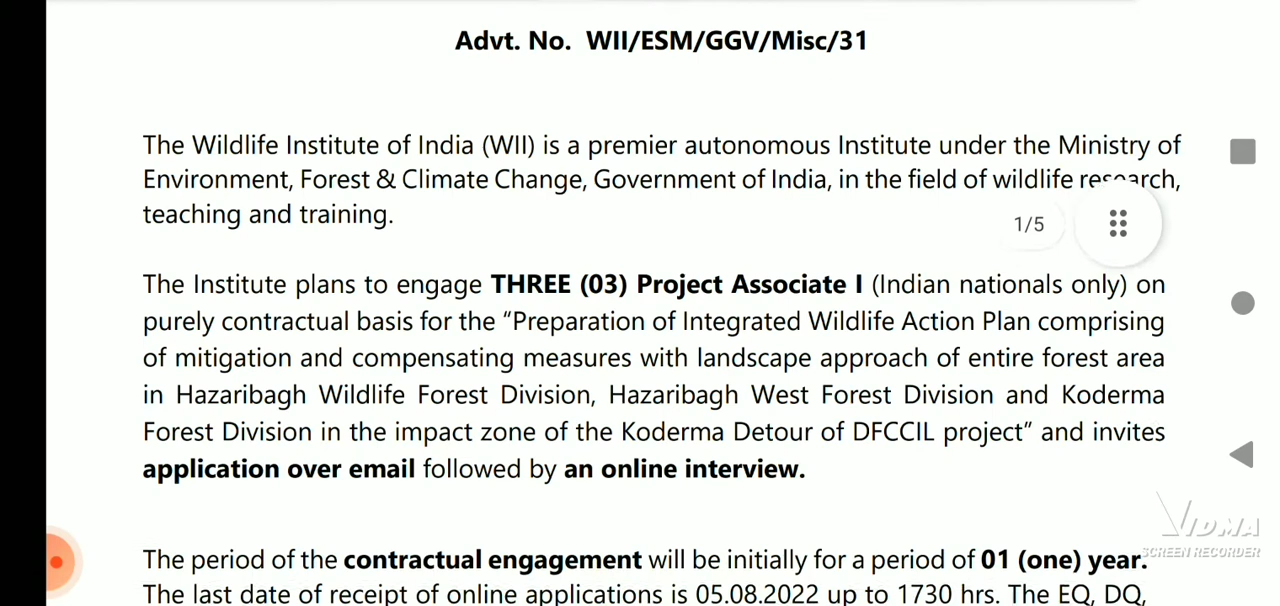 Advt. No. WII/ESM/GGV/Misc/31
The Wildlife Institute of India (WII) is a premier autonomous Institute under the Ministry of
Environment, Forest & Climate Change, Government of India, in the field of wildlife research,
teaching and training.
1/5
The Institute plans to engage THREE (03) Project Associate I (Indian nationals only) on
purely contractual basis for the “Preparation of Integrated Wildlife Action Plan comprising
of mitigation and compensating measures with landscape approach of entire forest area
in Hazaribagh Wildlife Forest Division, Hazaribagh West Forest Division and Koderma
Forest Division in the impact zone of the Koderma Detour of DFCCIL project” and invites
application over email followed by an online interview.
VIDMA
SCREEN RECORDER
The period of the contractual engagement will be initially for a period of 01 (one) year.
The last date of receipt of online applications is 05.08.2022 up to 1730 hrs. The EQ, DQ,